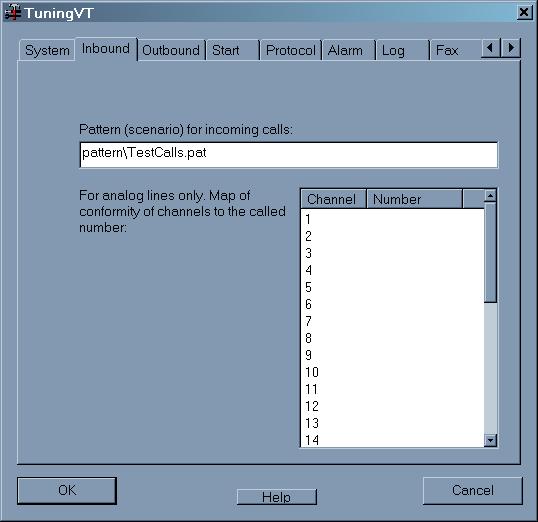 TuningVT
System Inbound Outbound Start Protocol Alarm Log Fax
Pattern (scenario) for incoming calls:
pattern\TestCalls.pat
For analog lines only. Map of
conformity of channels to the called
number:
Channel Number
1
2
3
4
5
6
7
8
9
10
11
12
13
14
OK Help Cancel